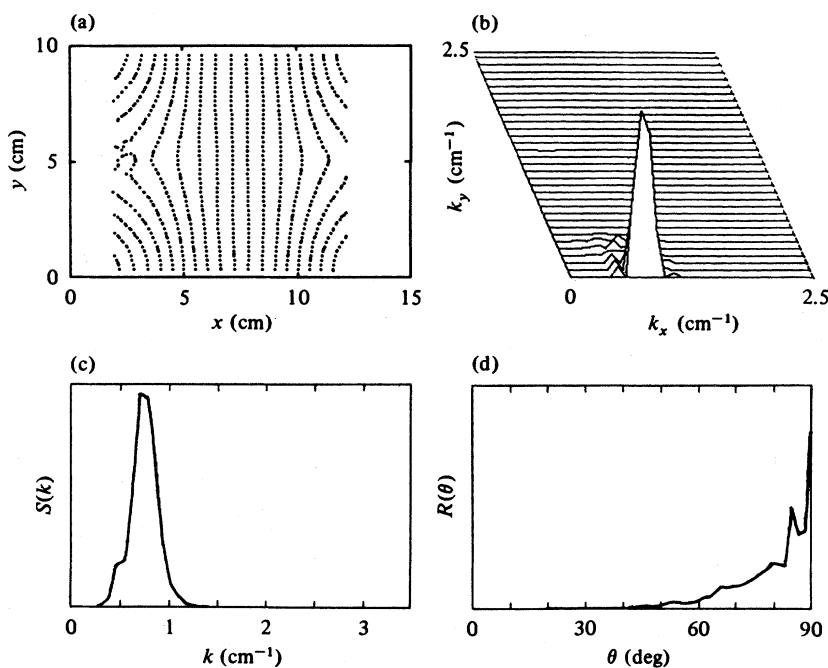 (a)
10
5
0
y (cm)
0
5
10
15
x (cm)
(b)
2.5
k_y (cm⁻¹)
0
2.5
k_x (cm⁻¹)
(c)
S(k)
0
1
2
3
k (cm⁻¹)
(d)
R(θ)
0
30
60
90
θ (deg)